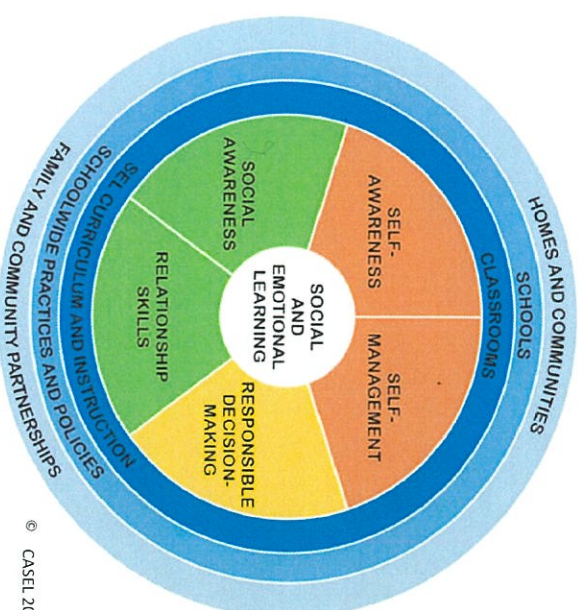 HOMES AND COMMUNITIES
SCHOOLS
CLASSROOMS
SELF-
AWARENESS
SELF-
MANAGEMENT
SOCIAL
AWARENESS
SOCIAL
AND
EMOTIONAL
LEARNING
RESPONSIBLE
DECISION-
MAKING
RELATIONSHIP
SKILLS
SEL CURRICULUM AND INSTRUCTION
SCHOOLWIDE PRACTICES AND POLICIES
FAMILY AND COMMUNITY PARTNERSHIPS
© CASEL